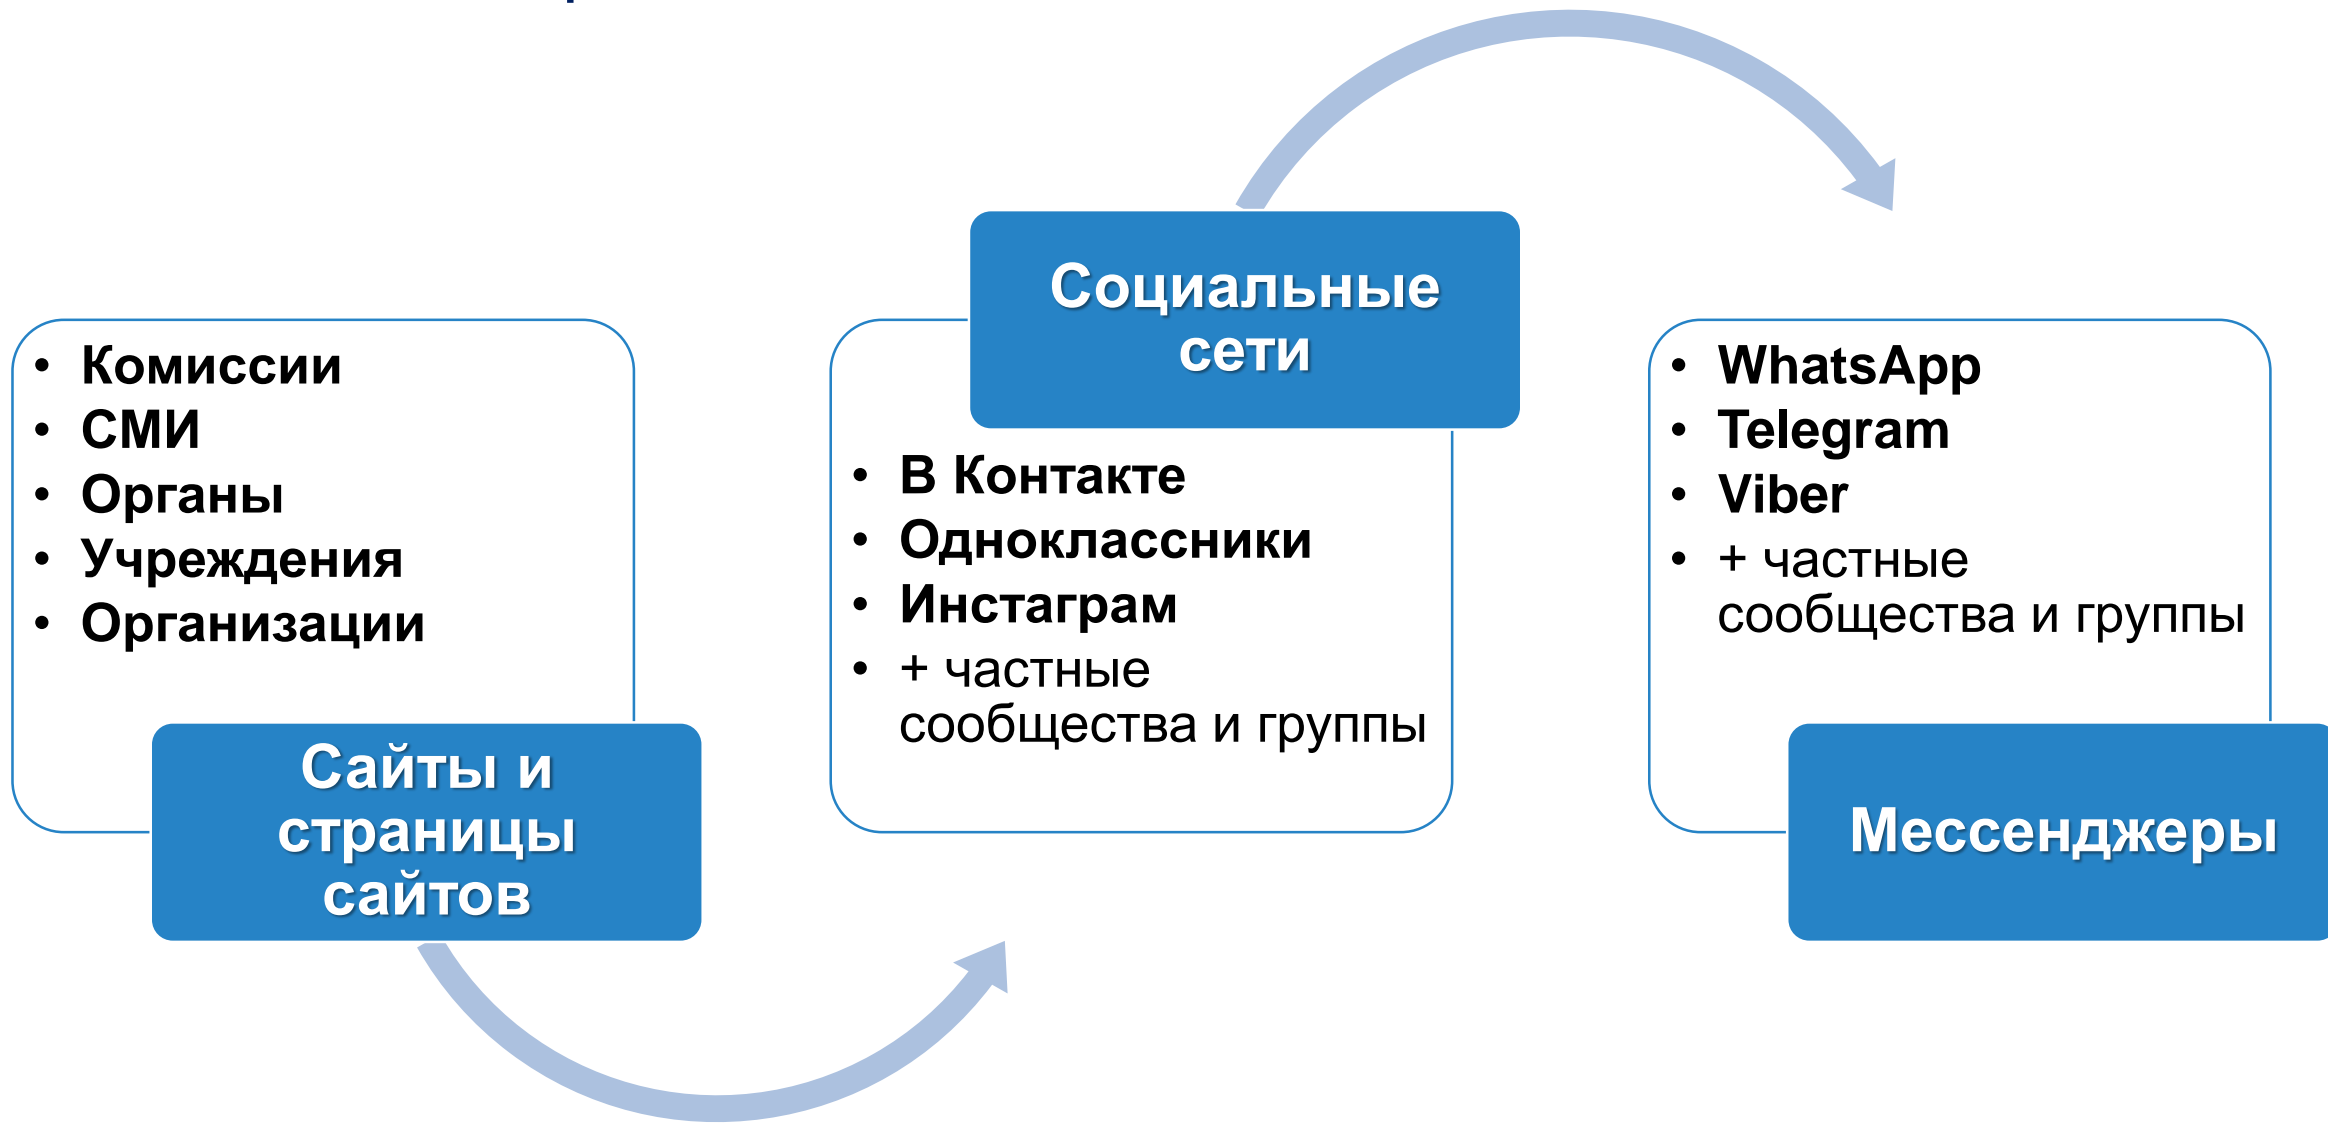 • Комиссии
• СМИ
• Органы
• Учреждения
• Организации
Сайты и
страницы
сайтов
Социальные
сети
• В Контакте
• Одноклассники
• Инстаграм
• + частные
сообщества и группы
• WhatsApp
• Telegram
• Viber
• + частные
сообщества и группы
Мессенджеры